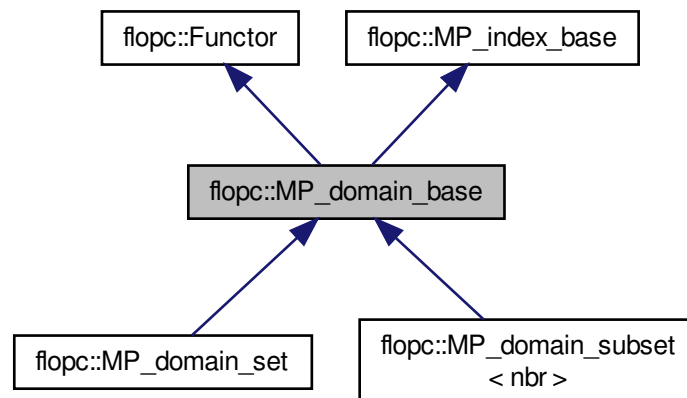 flopc::Functor
flopc::MP_index_base
flopc::MP_domain_base
flopc::MP_domain_set
flopc::MP_domain_subset
< nbr >